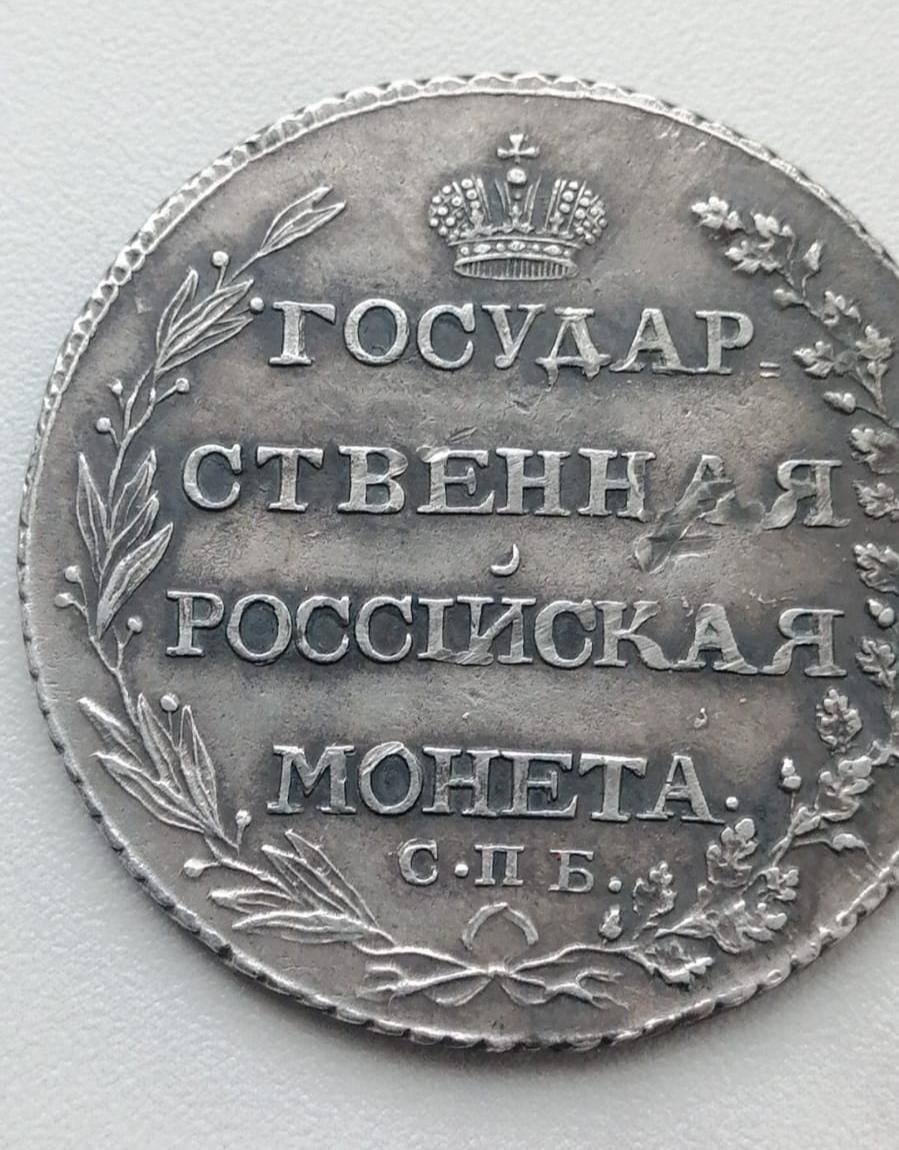 ГОСУДАР=
СТВЕННАЯ
РОССІЙСКАЯ
МОНЕТА.
С·П Б.